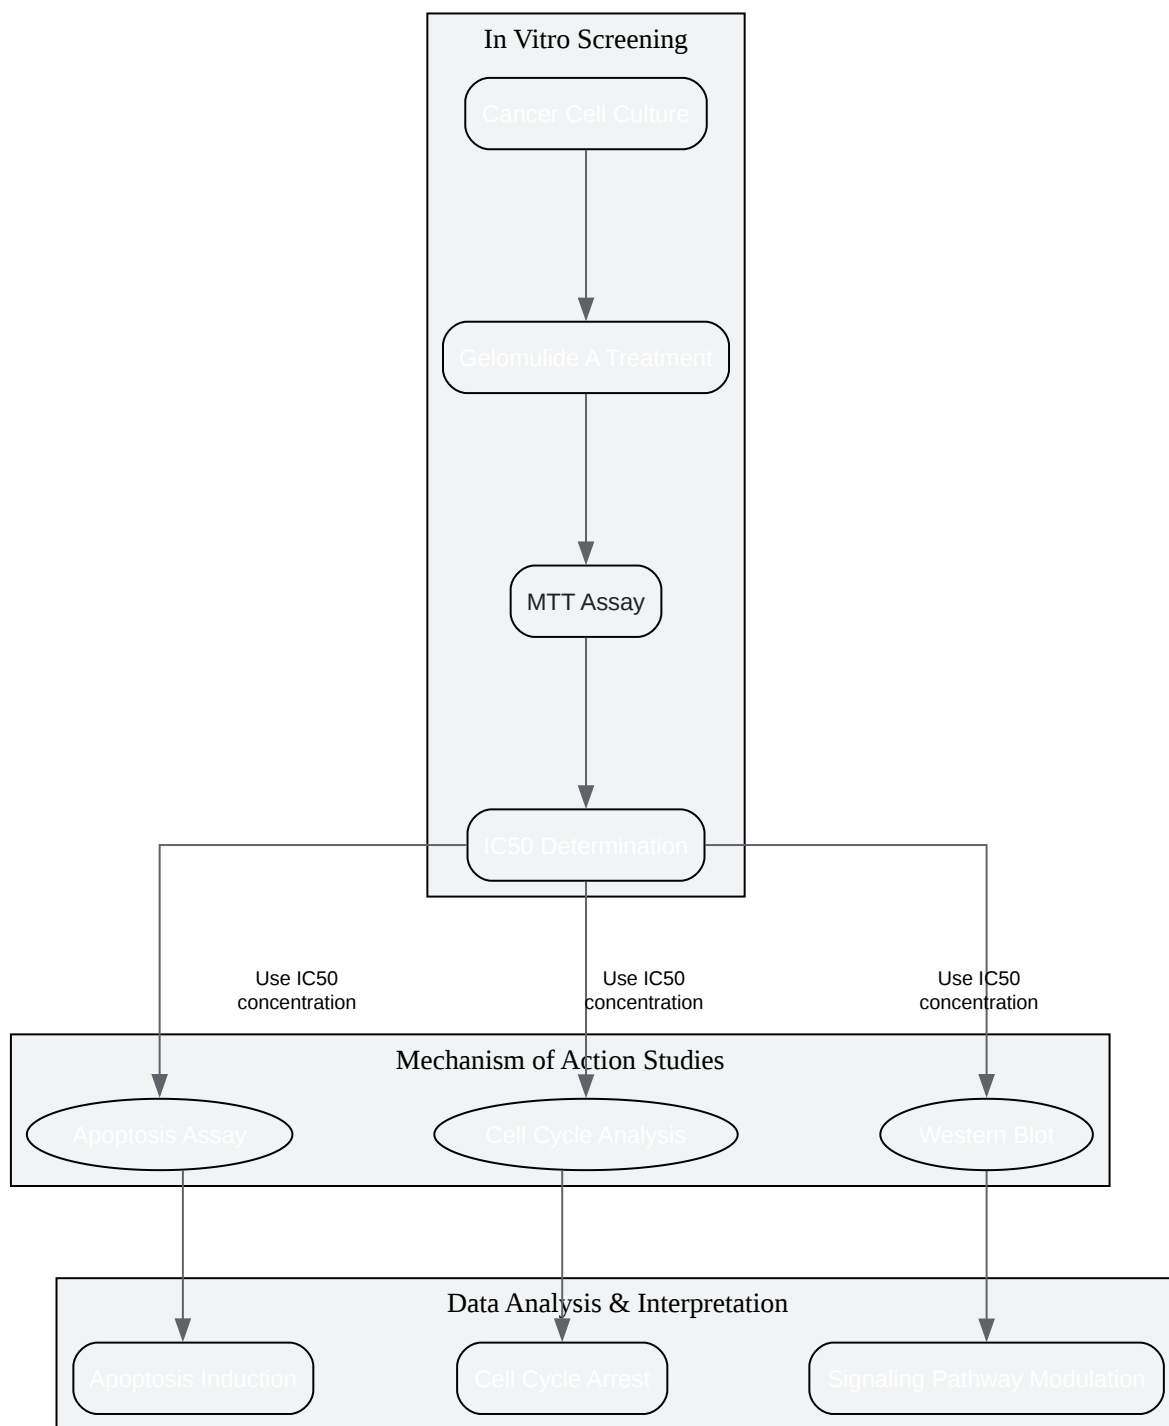 In Vitro Screening
Cancer Cell Culture
Gelomulide A Treatment
MTT Assay
IC50 Determination
Use IC50
concentration
Use IC50
concentration
Use IC50
concentration
Mechanism of Action Studies
Apoptosis Assay
Cell Cycle Analysis
Western Blot
Data Analysis & Interpretation
Apoptosis Induction
Cell Cycle Arrest
Signaling Pathway Modulation